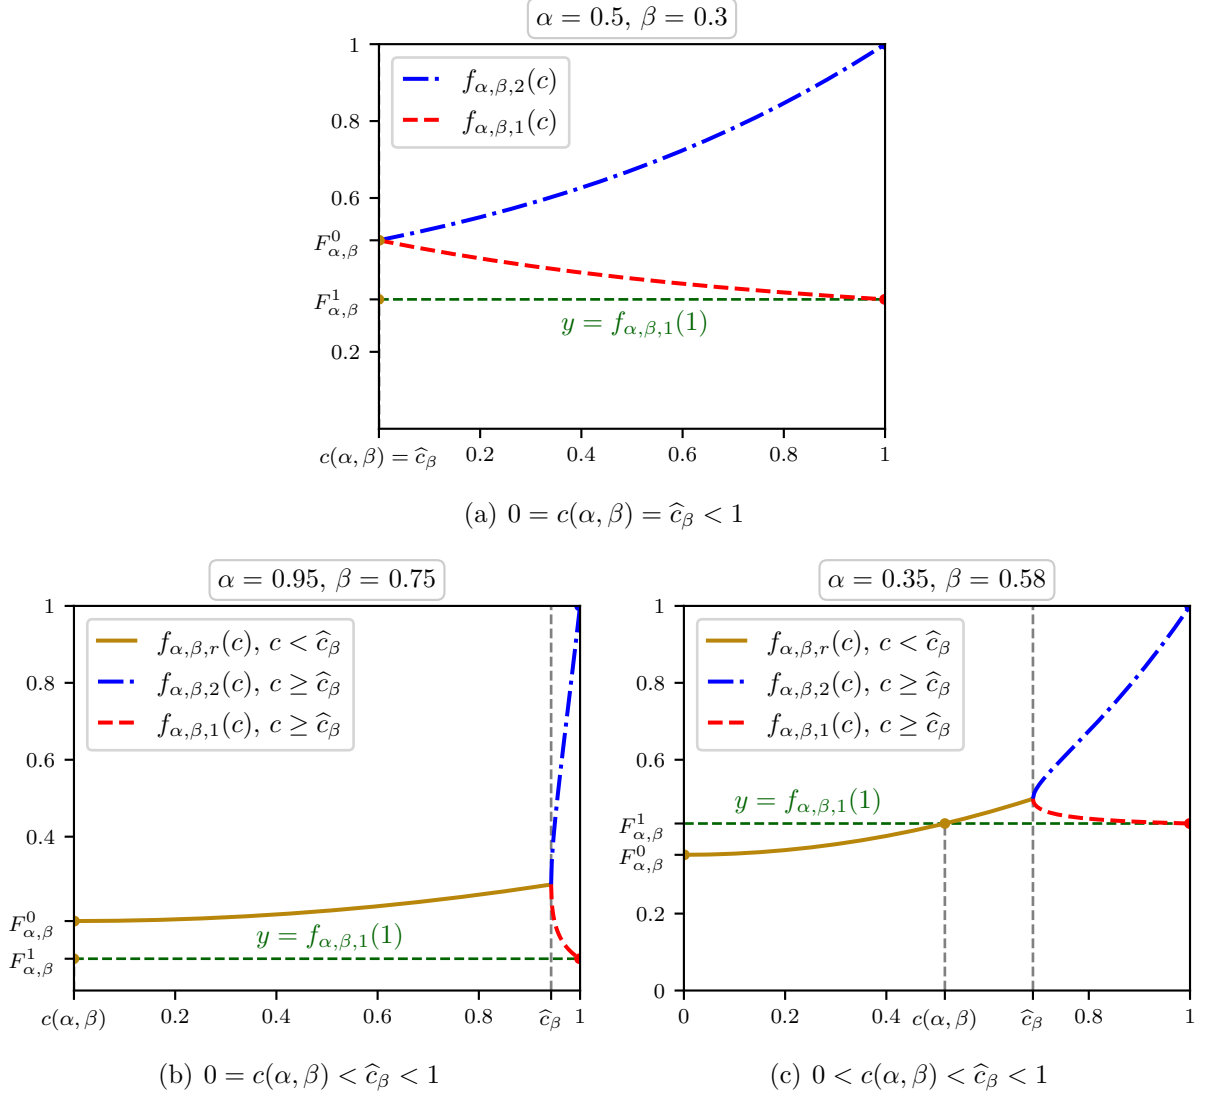 α = 0.5, β = 0.3
1
f_{α,β,2}(c)
f_{α,β,1}(c)
0.8
0.6
F^0_{α,β}
F^1_{α,β}
y = f_{α,β,1}(1)
0.2
c(α, β) = ĉ_β 0.2 0.4 0.6 0.8 1
(a) 0 = c(α, β) = ĉ_β < 1
α = 0.95, β = 0.75
1
f_{α,β,r}(c), c < ĉ_β
f_{α,β,2}(c), c ≥ ĉ_β
f_{α,β,1}(c), c ≥ ĉ_β
0.8
0.6
0.4
F^0_{α,β}
y = f_{α,β,1}(1)
F^1_{α,β}
c(α, β) 0.2 0.4 0.6 0.8 ĉ_β 1
(b) 0 = c(α, β) < ĉ_β < 1
α = 0.35, β = 0.58
1
f_{α,β,r}(c), c < ĉ_β
f_{α,β,2}(c), c ≥ ĉ_β
f_{α,β,1}(c), c ≥ ĉ_β
0.8
0.6
y = f_{α,β,1}(1)
F^1_{α,β}
F^0_{α,β}
0.2
0
0 0.2 0.4 c(α, β) ĉ_β 0.8 1
(c) 0 < c(α, β) < ĉ_β < 1